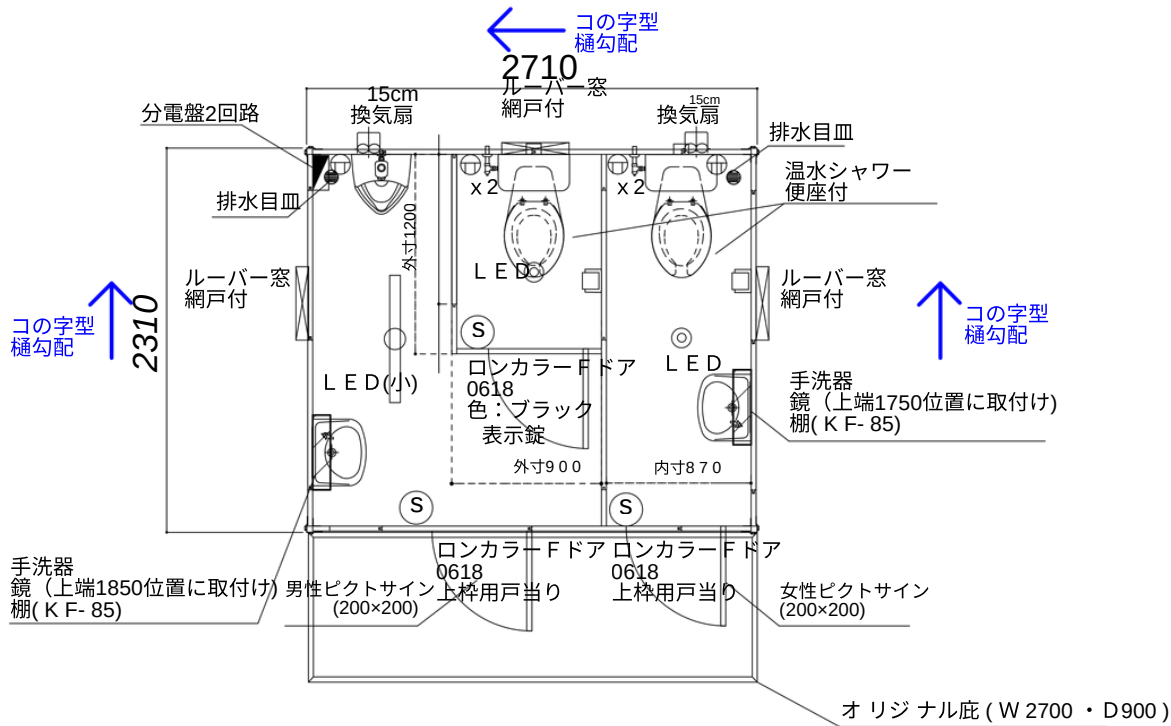 コの字型
樋勾配
2710
ルーバー窓
網戸付
15cm
換気扇
15cm
換気扇
分電盤2回路
排水目皿
排水目皿
温水シャワー
便座付
x 2
x 2
外寸1200
ＬＥＤ
ルーバー窓
網戸付
ルーバー窓
網戸付
コの字型
樋勾配
2310
コの字型
樋勾配
S
ＬＥＤ(小)
ロンカラーＦドア
0618
色：ブラック
表示錠
ＬＥＤ
手洗器
鏡（上端1750位置に取付け)
棚( K F- 85)
外寸9 0 0
内寸8 7 0
S
S
手洗器
鏡（上端1850位置に取付け)
棚( K F- 85)
男性ピクトサイン
(200×200)
ロンカラーＦドア
0618
上枠用戸当り
ロンカラーＦドア
0618
上枠用戸当り
女性ピクトサイン
(200×200)
オ リジ ナル庇 ( W 2700 ・ D 900 )